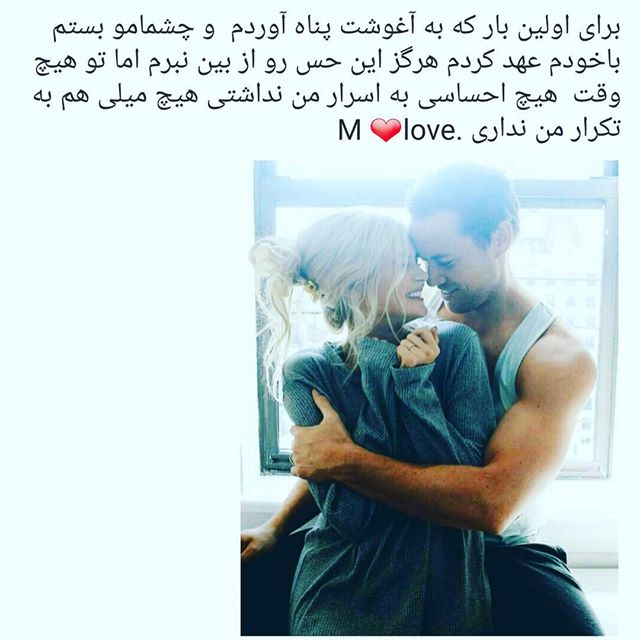 برای اولین بار که به آغوشت پناه آوردم و چشمامو بستم
باخودم عهد کردم هرگز این حس رو از بین نبرم اما تو هیچ
وقت هیچ احساسی به اسرار من نداشتی هیچ میلی هم به
تکرار من نداری .M ❤love